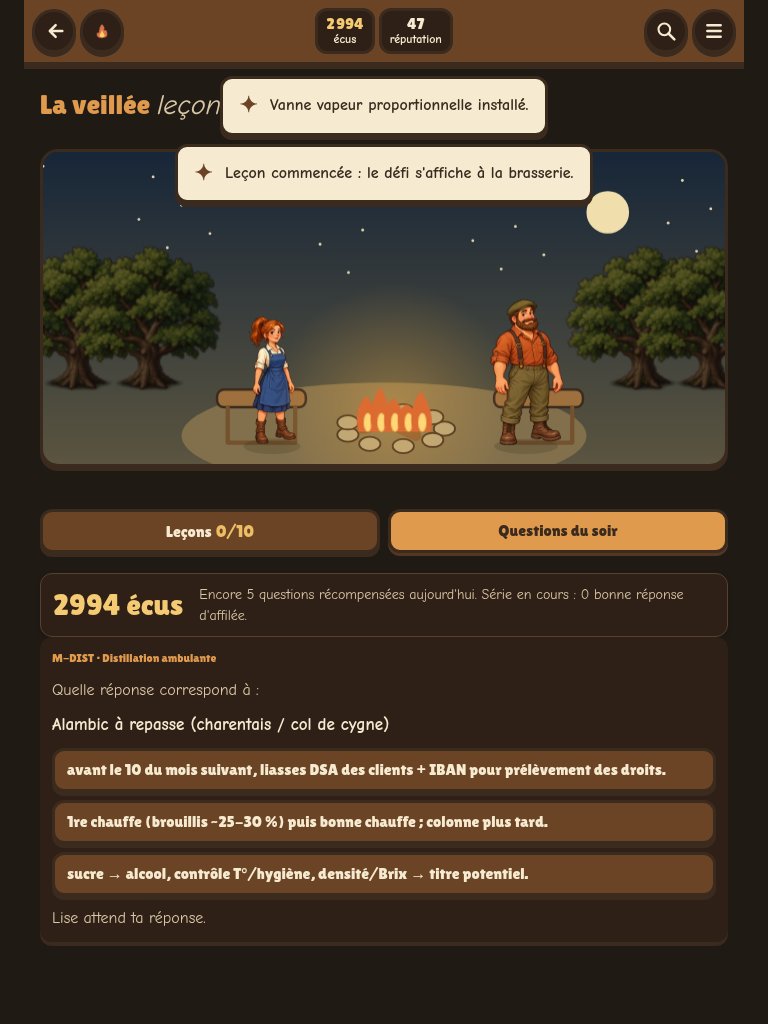 2994
écus
47
réputation
La veillée leçon
Vanne vapeur proportionnelle installé.
Leçon commencée : le défi s'affiche à la brasserie.
Leçons 0/10
Questions du soir
2994 écus
Encore 5 questions récompensées aujourd'hui. Série en cours : 0 bonne réponse
d'affilée.
M-DIST · Distillation ambulante
Quelle réponse correspond à :
Alambic à repasse (charentais / col de cygne)
avant le 10 du mois suivant, liasses DSA des clients + IBAN pour prélèvement des droits.
1re chauffe (brouillis ~25–30 %) puis bonne chauffe ; colonne plus tard.
sucre → alcool, contrôle T°/hygiène, densité/Brix → titre potentiel.
Lise attend ta réponse.